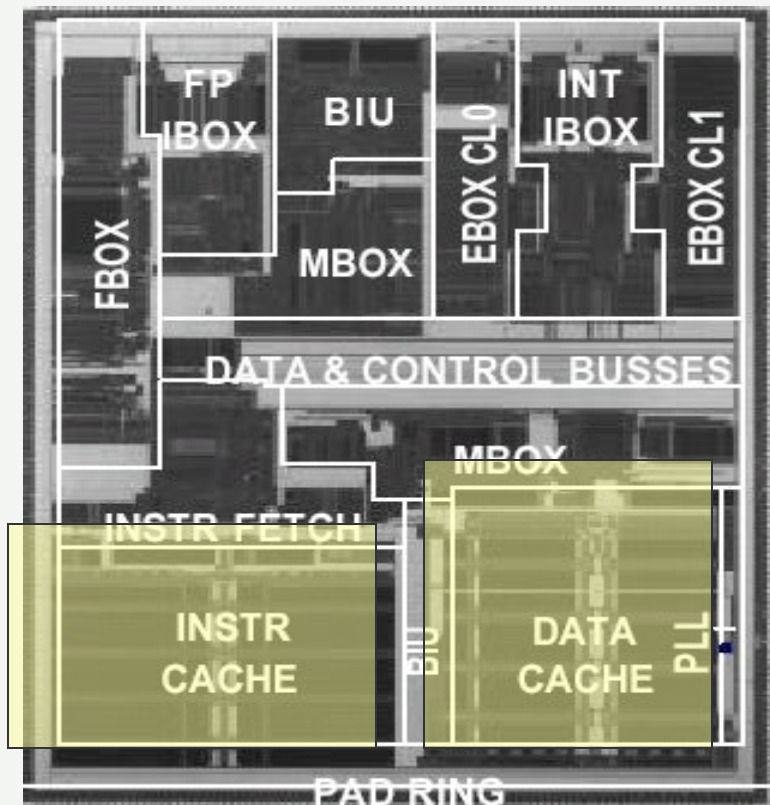 FP
IBOX
BIU
EBOX CL0
INT
IBOX
EBOX CL1
FBOX
MBOX
DATA & CONTROL BUSSES
MBOX
INSTR FETCH
INSTR
CACHE
BIU
DATA
CACHE
PLL
PAD RING